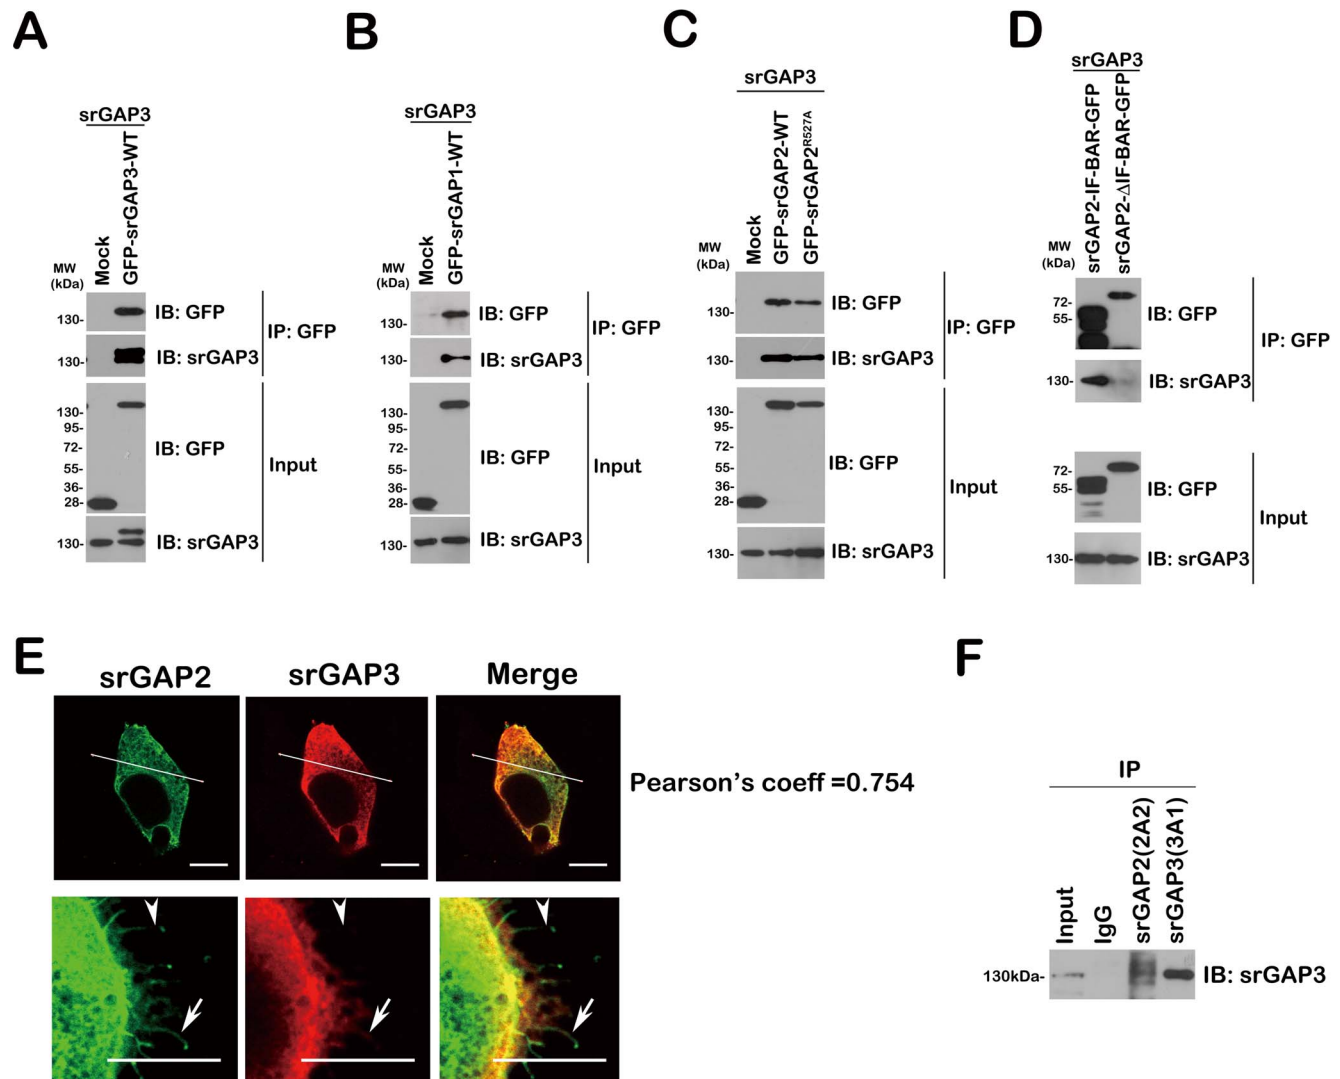 A
srGAP3
Mock
GFP-srGAP3-WT
MW
(kDa)
130-
IB: GFP
130-
IB: srGAP3
IP: GFP
130-
95-
72-
55-
36-
28-
IB: GFP
130-
IB: srGAP3
Input
B
srGAP3
Mock
GFP-srGAP1-WT
MW
(kDa)
130-
IB: GFP
130-
IB: srGAP3
IP: GFP
130-
95-
72-
55-
36-
28-
IB: GFP
130-
IB: srGAP3
Input
C
srGAP3
Mock
GFP-srGAP2-WT
GFP-srGAP2R527A
MW
(kDa)
130-
IB: GFP
130-
IB: srGAP3
IP: GFP
130-
95-
72-
55-
36-
28-
IB: GFP
130-
IB: srGAP3
Input
D
srGAP3
srGAP2-IF-BAR-GFP
srGAP2-ΔIF-BAR-GFP
MW
(kDa)
72-
55-
IB: GFP
130-
IB: srGAP3
IP: GFP
72-
55-
IB: GFP
130-
IB: srGAP3
Input
E
srGAP2
srGAP3
Merge
Pearson's coeff =0.754
F
IP
Input
IgG
srGAP2(2A2)
srGAP3(3A1)
130kDa-
IB: srGAP3